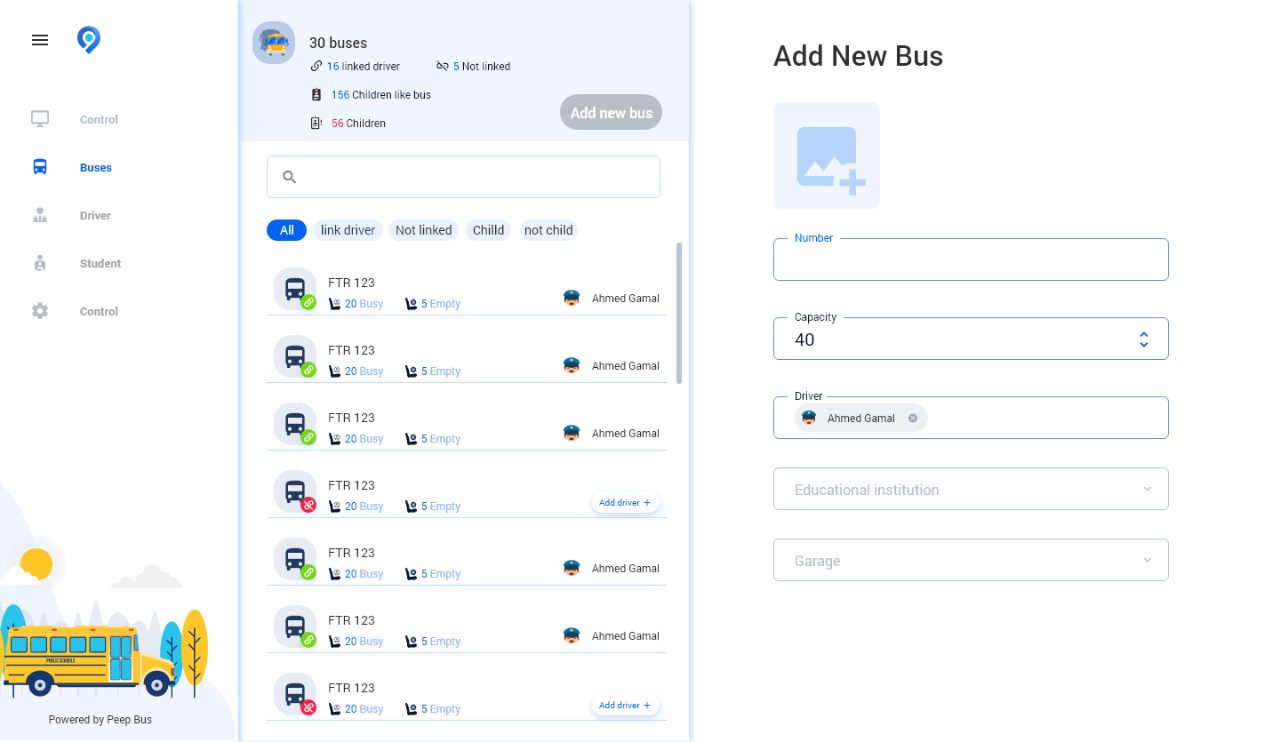 Control
Buses
Driver
Student
Control
PUBLIC SCHOOLS
Powered by Peep Bus
30 buses
16 linked driver
5 Not linked
156 Children like bus
56 Children
Add new bus
All
link driver
Not linked
Chilld
not child
FTR 123
20 Busy
5 Empty
Ahmed Gamal
FTR 123
20 Busy
5 Empty
Ahmed Gamal
FTR 123
20 Busy
5 Empty
Ahmed Gamal
FTR 123
20 Busy
5 Empty
Add driver +
FTR 123
20 Busy
5 Empty
Ahmed Gamal
FTR 123
20 Busy
5 Empty
Ahmed Gamal
FTR 123
20 Busy
5 Empty
Add driver +
Add New Bus
Number
Capacity
40
Driver
Ahmed Gamal
Educational institution
Garage